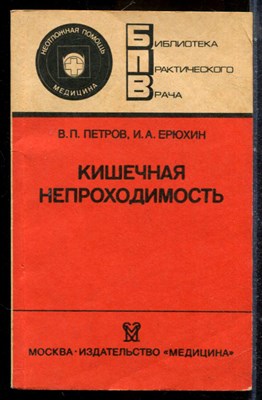 НЕОТЛОЖНАЯ ПОМОЩЬ
МЕДИЦИНА
БИБЛИОТЕКА
ПРАКТИЧЕСКОГО
ВРАЧА
В.П. ПЕТРОВ, И.А. ЕРЮХИН
КИШЕЧНАЯ
НЕПРОХОДИМОСТЬ
МОСКВА·ИЗДАТЕЛЬСТВО «МЕДИЦИНА»